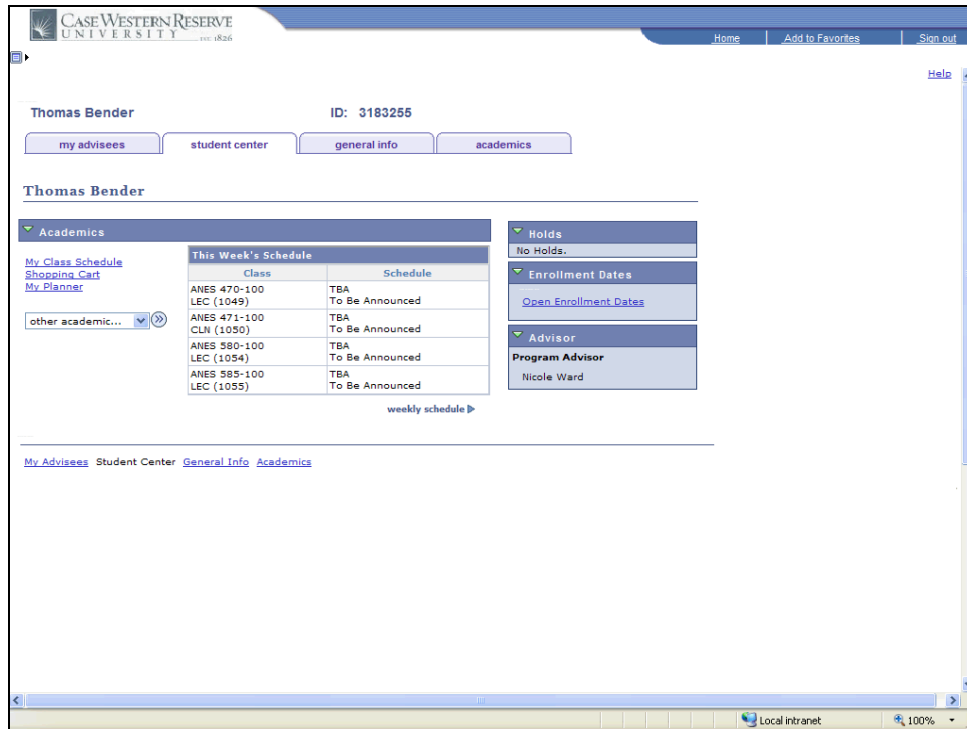 CASE WESTERN RESERVE
UNIVERSITY EST. 1826
Home Add to Favorites Sign out
Help
Thomas Bender ID: 3183255
my advisees student center general info academics
Thomas Bender
Academics
My Class Schedule
Shopping Cart
My Planner
other academic...
This Week's Schedule
Class Schedule
ANES 470-100 TBA
LEC (1049) To Be Announced
ANES 471-100 TBA
CLN (1050) To Be Announced
ANES 580-100 TBA
LEC (1054) To Be Announced
ANES 585-100 TBA
LEC (1055) To Be Announced
weekly schedule
Holds
No Holds.
Enrollment Dates
Open Enrollment Dates
Advisor
Program Advisor
Nicole Ward
My Advisees Student Center General Info Academics
Local intranet 100%